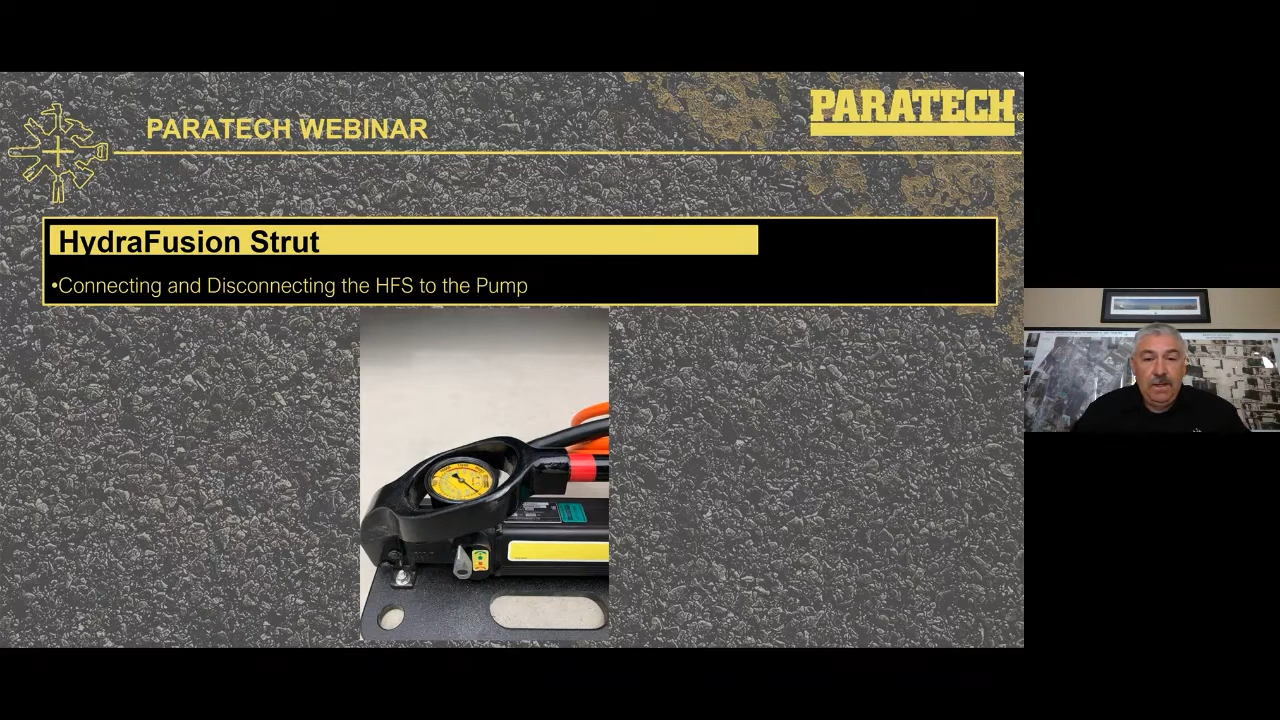 PARATECH WEBINAR
PARATECH
HydraFusion Strut
•Connecting and Disconnecting the HFS to the Pump